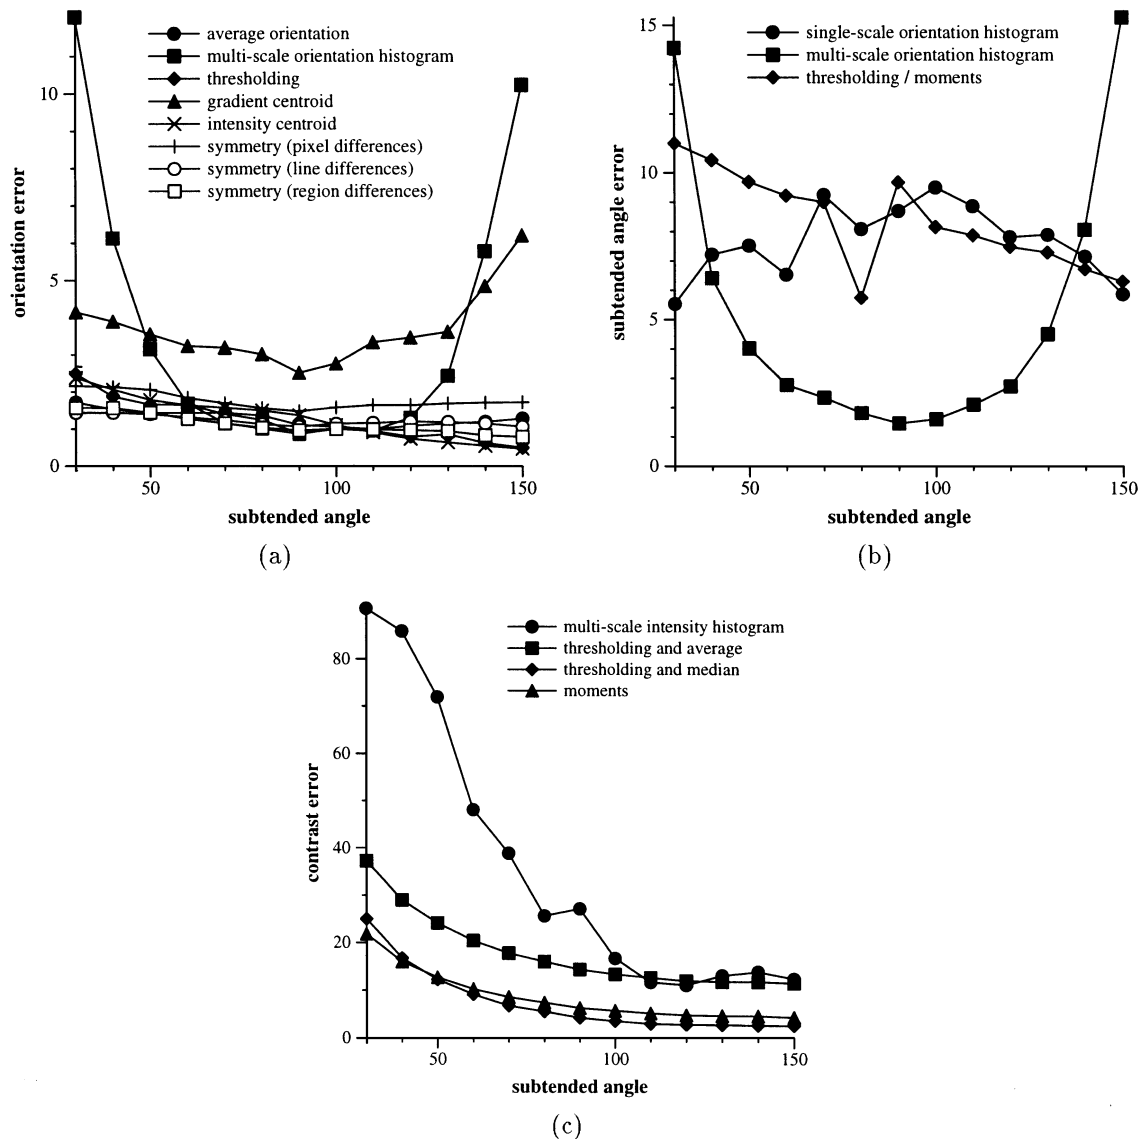 average orientation
multi-scale orientation histogram
thresholding
gradient centroid
intensity centroid
symmetry (pixel differences)
symmetry (line differences)
symmetry (region differences)
orientation error
10
5
0
50
100
150
subtended angle
(a)
single-scale orientation histogram
multi-scale orientation histogram
thresholding / moments
subtended angle error
15
10
5
0
50
100
150
subtended angle
(b)
multi-scale intensity histogram
thresholding and average
thresholding and median
moments
contrast error
80
60
40
20
0
50
100
150
subtended angle
(c)